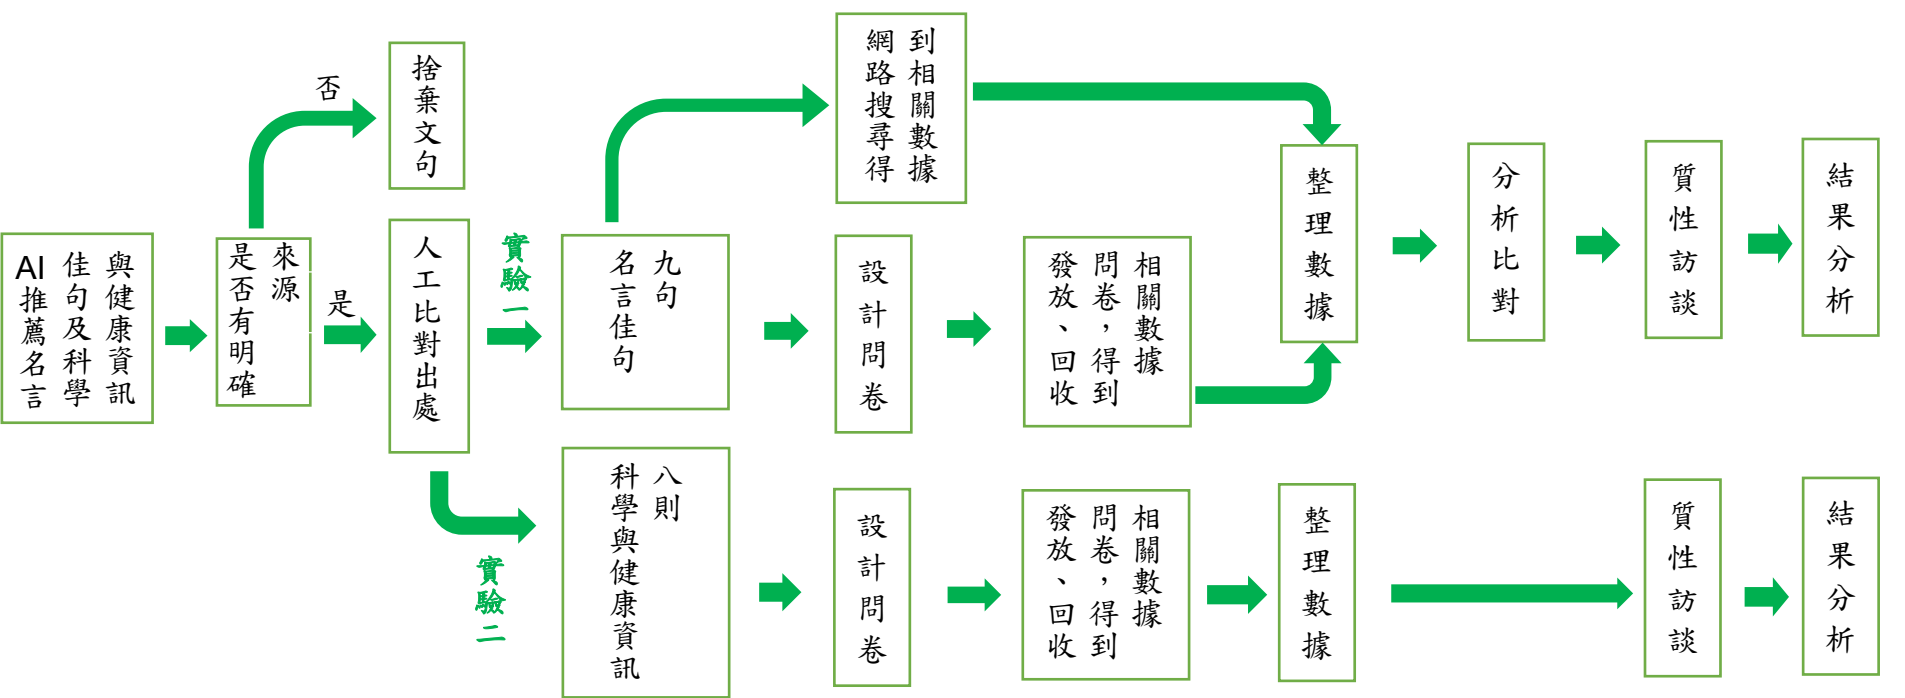 AI推薦名言
佳句及科學
與健康資訊
是否有明確
來源
否
捨棄文句
是
人工比對出處
實驗一
名言佳句
九句
網路搜尋得
到相關數據
設計問卷
發放、回收
問卷，得到
相關數據
整理數據
分析比對
質性訪談
結果分析
實驗二
科學與健康資訊
八則
設計問卷
發放、回收
問卷，得到
相關數據
整理數據
質性訪談
結果分析